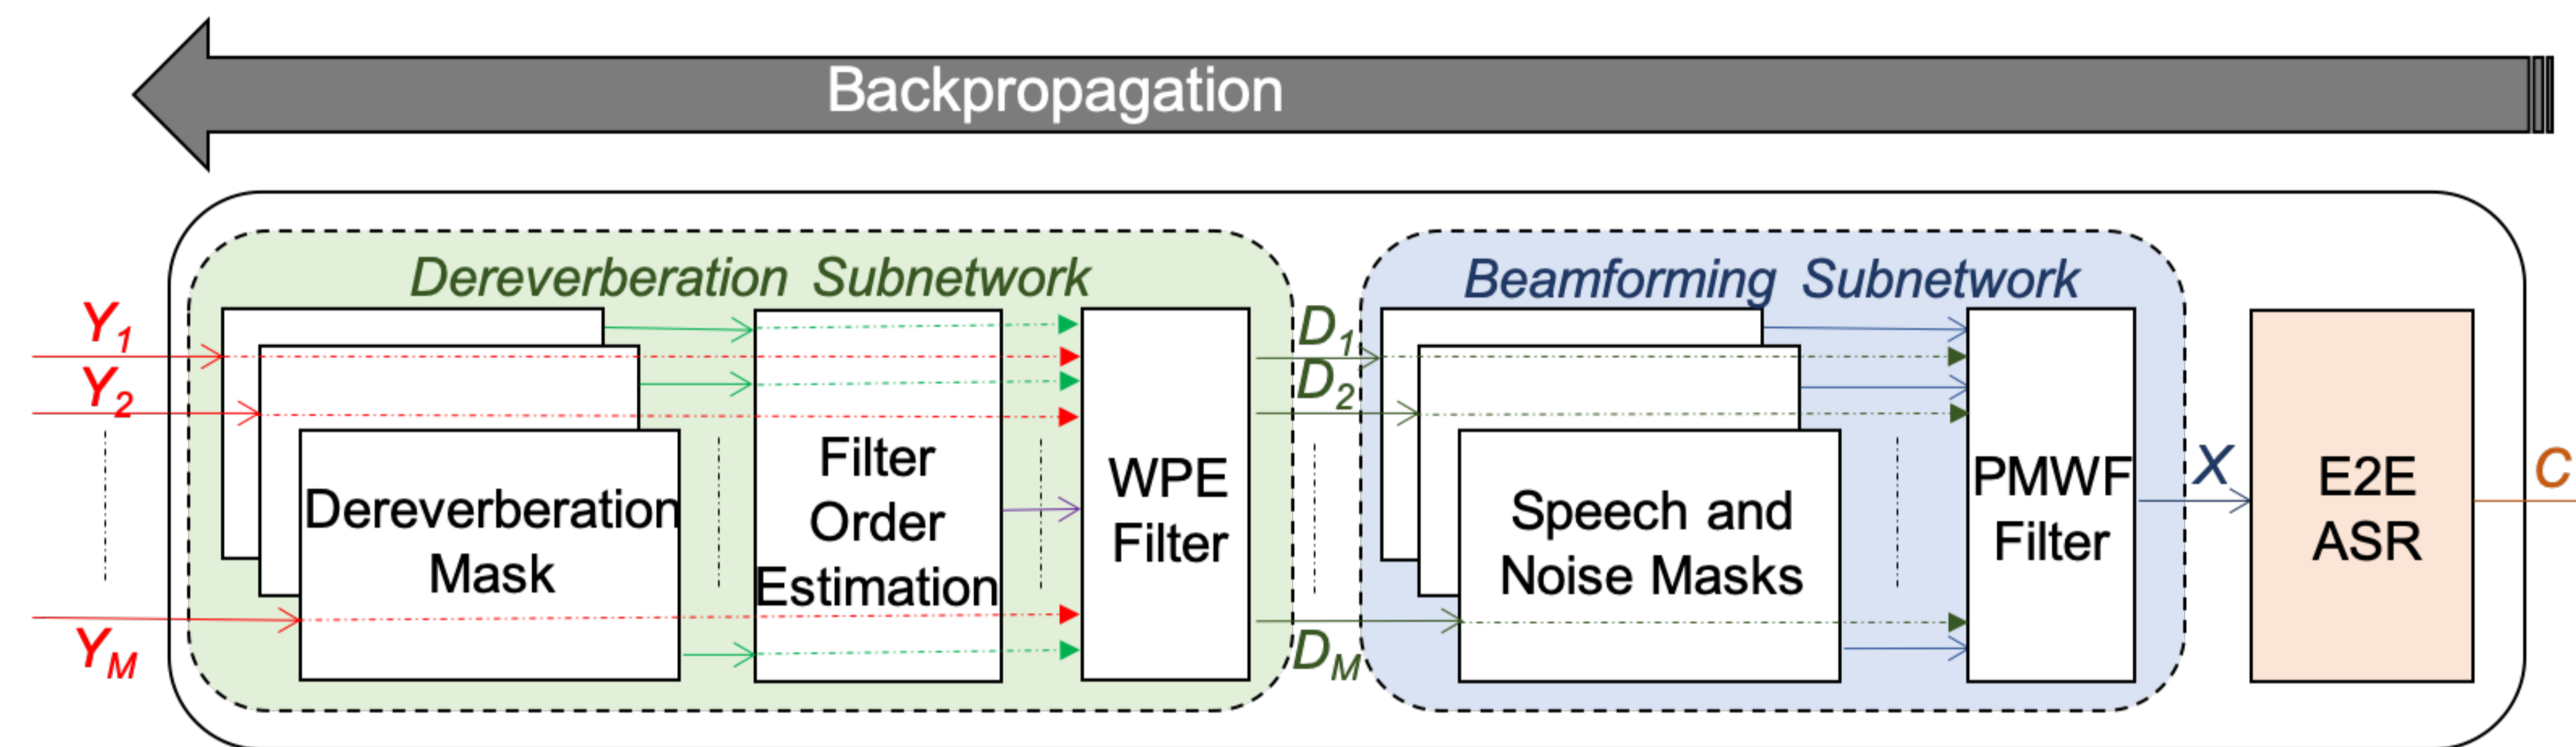 Backpropagation
Dereverberation Subnetwork
Beamforming Subnetwork
Y1
Y2
YM
Dereverberation
Mask
Filter
Order
Estimation
WPE
Filter
D1
D2
DM
Speech and
Noise Masks
PMWF
Filter
X
E2E
ASR
C